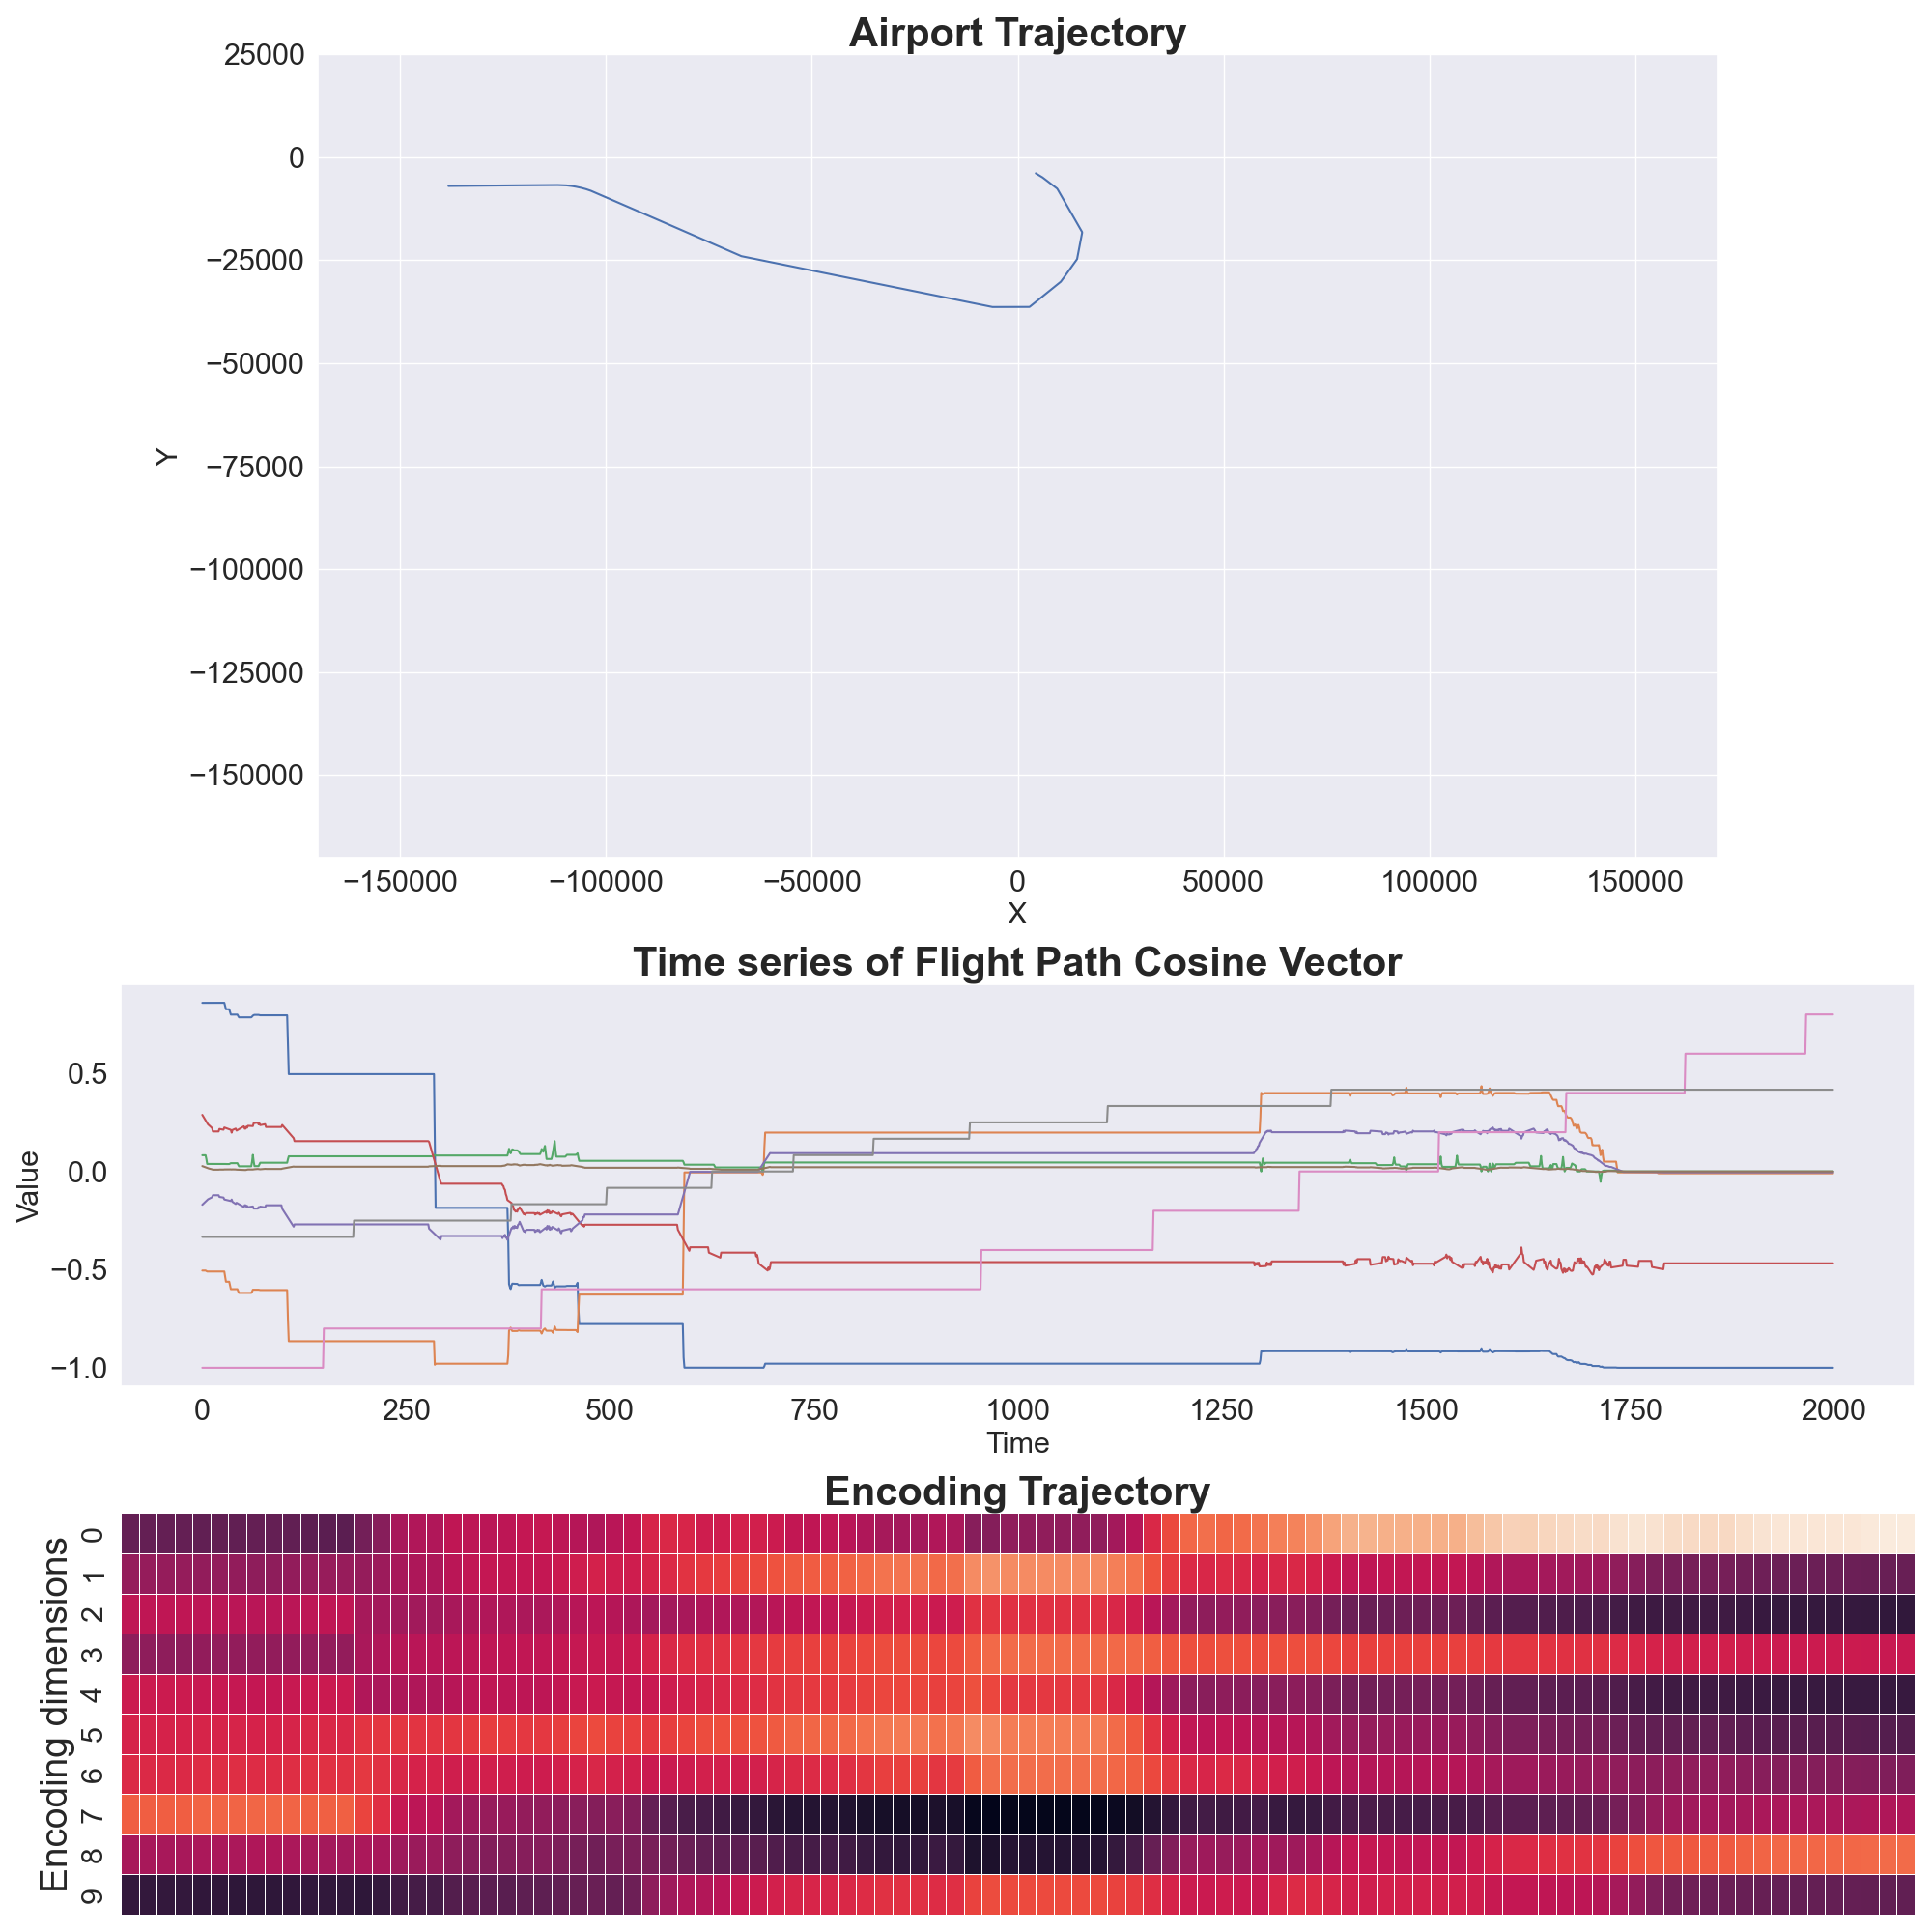 Airport Trajectory
25000
0
−25000
−50000
−75000
−100000
−125000
−150000
Y
−150000 −100000 −50000 0 50000 100000 150000
X
Time series of Flight Path Cosine Vector
0.5
0.0
−0.5
−1.0
Value
0 250 500 750 1000 1250 1500 1750 2000
Time
Encoding Trajectory
Encoding dimensions
0
1
2
3
4
5
6
7
8
9